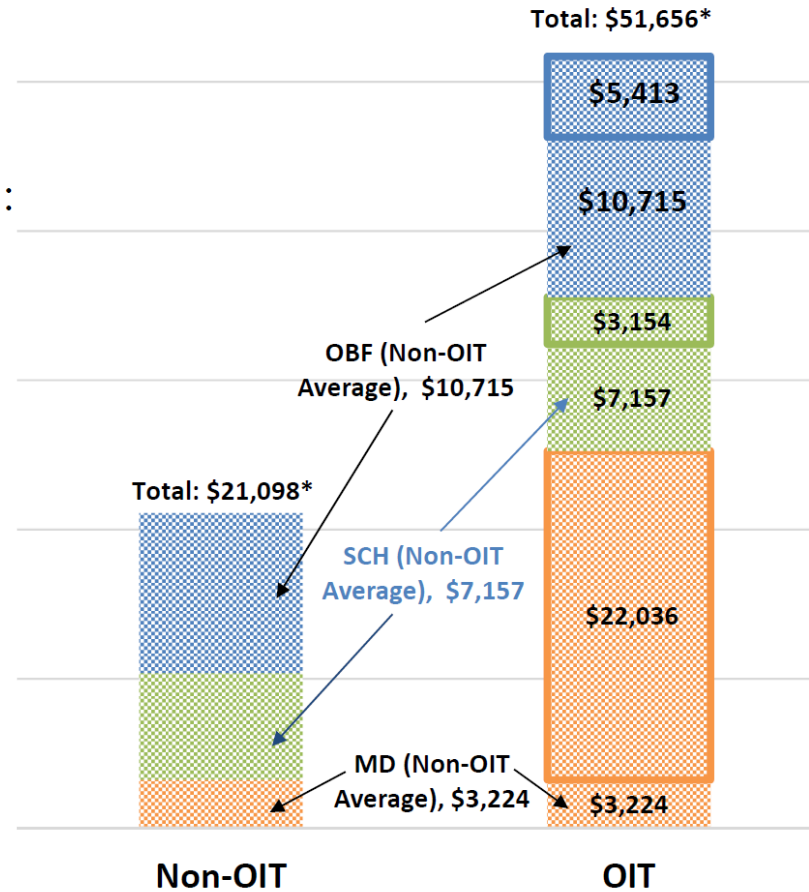 Total: $51,656*
$5,413
:
$10,715
$3,154
OBF (Non-OIT
Average),  $10,715
$7,157
Total: $21,098*
SCH (Non-OIT
Average),  $7,157
$22,036
MD (Non-OIT
Average), $3,224
$3,224
Non-OIT
OIT